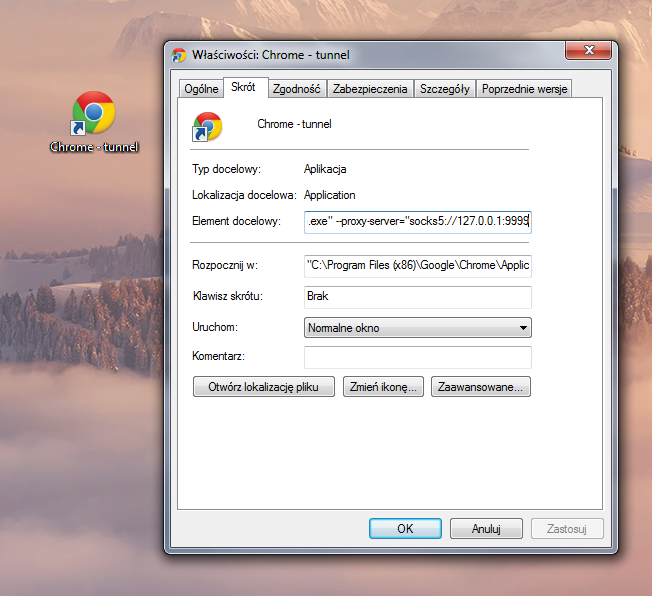 Właściwości: Chrome - tunnel
Ogólne Skrót Zgodność Zabezpieczenia Szczegóły Poprzednie wersje
Chrome - tunnel
Chrome - tunnel
Typ docelowy: Aplikacja
Lokalizacja docelowa: Application
Element docelowy: .exe" --proxy-server="socks5://127.0.0.1:9999
Rozpocznij w: "C:\Program Files (x86)\Google\Chrome\Applic
Klawisz skrótu: Brak
Uruchom: Normalne okno
Komentarz:
Otwórz lokalizację pliku Zmień ikonę... Zaawansowane...
OK Anuluj Zastosuj